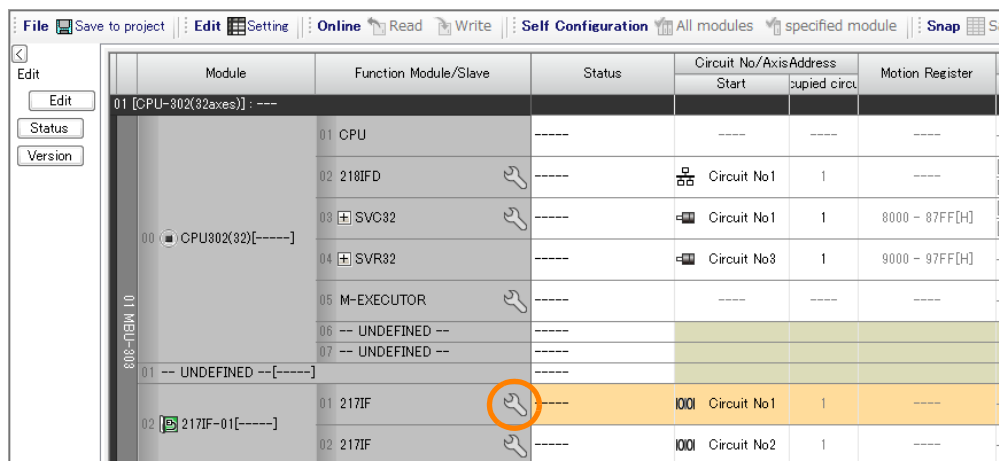 File Save to project Edit Setting Online Read Write Self Configuration All modules specified module Snap
Edit
Edit
Status
Version
Module Function Module/Slave Status Circuit No/AxisAddress Motion Register
Start cupied circu
01 [CPU-302(32axes)] : ---
01 MBU-303
00 CPU302(32)[-----]
01 CPU ----- ---- ---- ----
02 218IFD ----- Circuit No1 1 ----
03 SVC32 ----- Circuit No1 1 8000 - 87FF[H]
04 SVR32 ----- Circuit No3 1 9000 - 97FF[H]
05 M-EXECUTOR ----- ---- ---- ----
06 -- UNDEFINED -- -----
07 -- UNDEFINED -- -----
01 -- UNDEFINED --[-----] -----
02 217IF-01[-----]
01 217IF ----- Circuit No1 1 ----
02 217IF ----- Circuit No2 1 ----